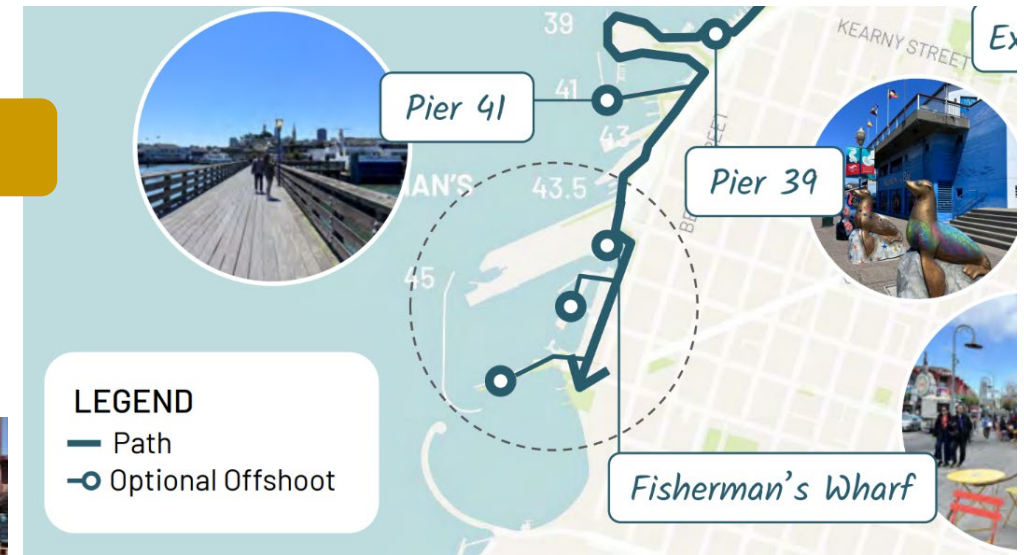 39
KEARNY STREET
Ex
Pier 41
41
43
Pier 39
MAN'S
43.5
45
LEGEND
Path
Optional Offshoot
Fisherman's Wharf